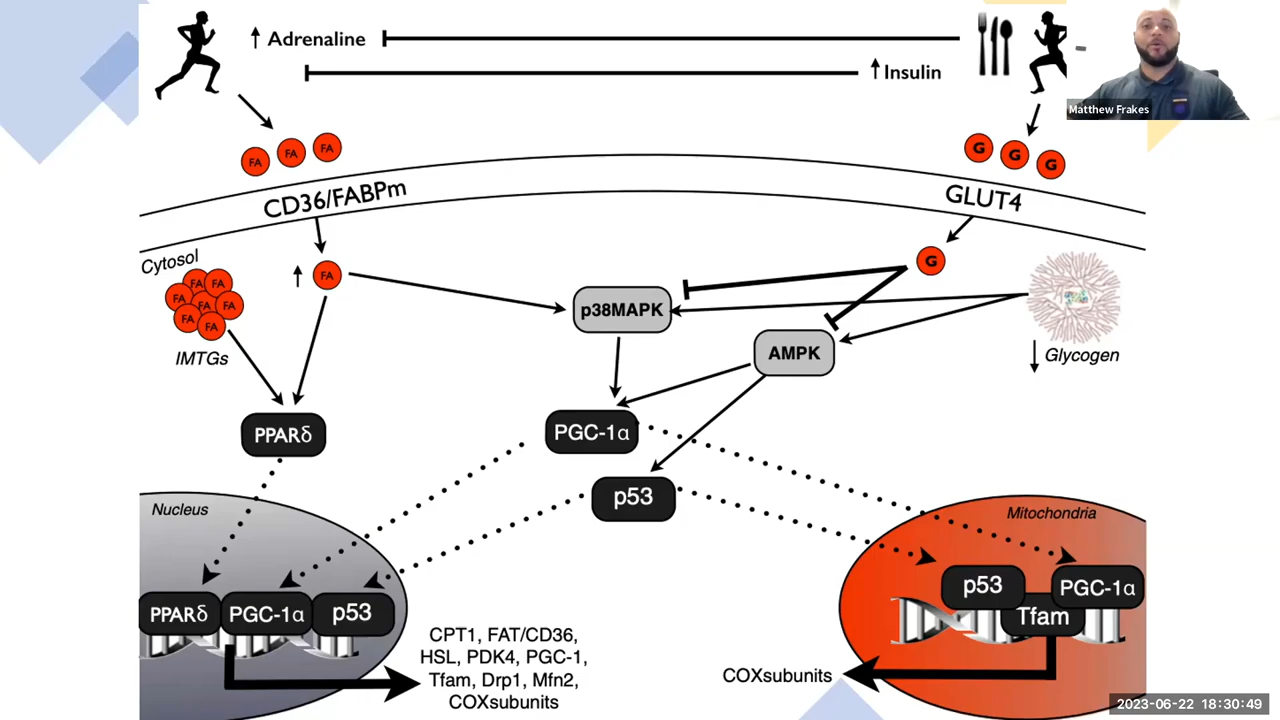 ↑ Adrenaline
↑ Insulin
Matthew Frakes
FA FA FA
G G G
CD36/FABPm
GLUT4
Cytosol
FA FA
FA FA FA
FA FA
IMTGs
↑ FA
G
p38MAPK
AMPK
↓ Glycogen
PPARδ
PGC-1α
p53
Nucleus
PPARδ PGC-1α p53
CPT1, FAT/CD36,
HSL, PDK4, PGC-1,
Tfam, Drp1, Mfn2,
COXsubunits
Mitochondria
p53 PGC-1α
Tfam
COXsubunits
2023-06-22 18:30:49